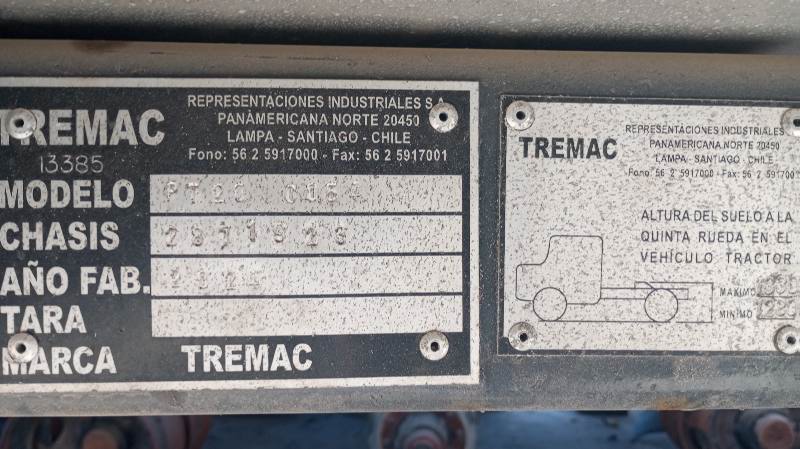 TREMAC
REPRESENTACIONES INDUSTRIALES S.A
PANAMERICANA NORTE 20450
LAMPA - SANTIAGO - CHILE
Fono: 56 2 5917000 - Fax: 56 2 5917001
13385
MODELO
CHASIS
AÑO FAB.
TARA
MARCA TREMAC
TREMAC
REPRESENTACIONES INDUSTRIALES
PANAMERICANA NORTE 20450
LAMPA - SANTIAGO - CHILE
Fono: 56 2 5917000 - Fax: 56 2 591700
ALTURA DEL SUELO A LA
QUINTA RUEDA EN EL
VEHÍCULO TRACTOR
MAXIMO
MINIMO